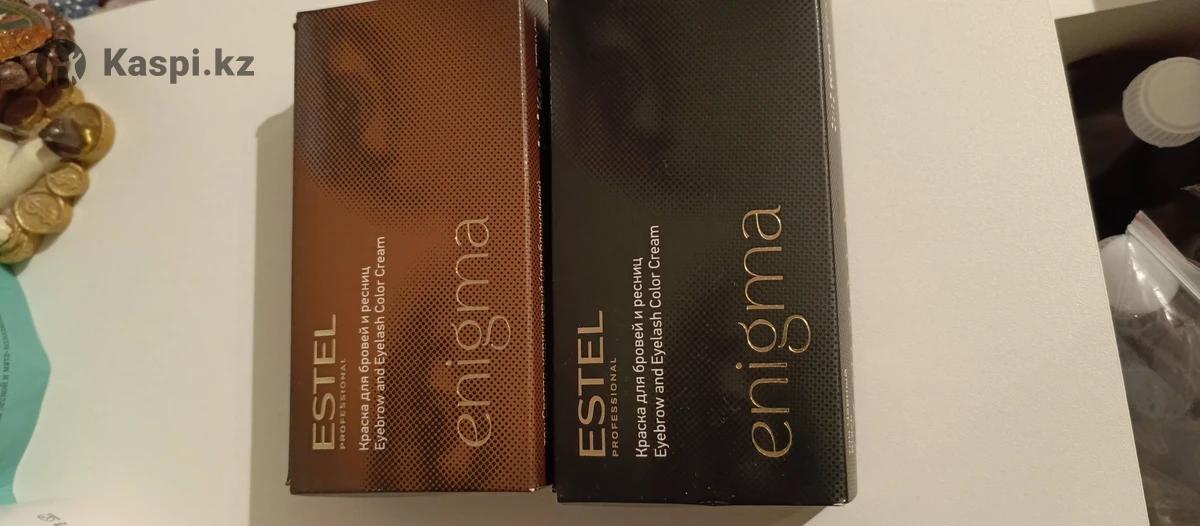 Kaspi.kz
ESTEL
PROFESSIONAL
Краска для бровей и ресниц
Eyebrow and Eyelash Color Cream
enigma
ESTEL
PROFESSIONAL
Краска для бровей и ресниц
Eyebrow and Eyelash Color Cream
enigma